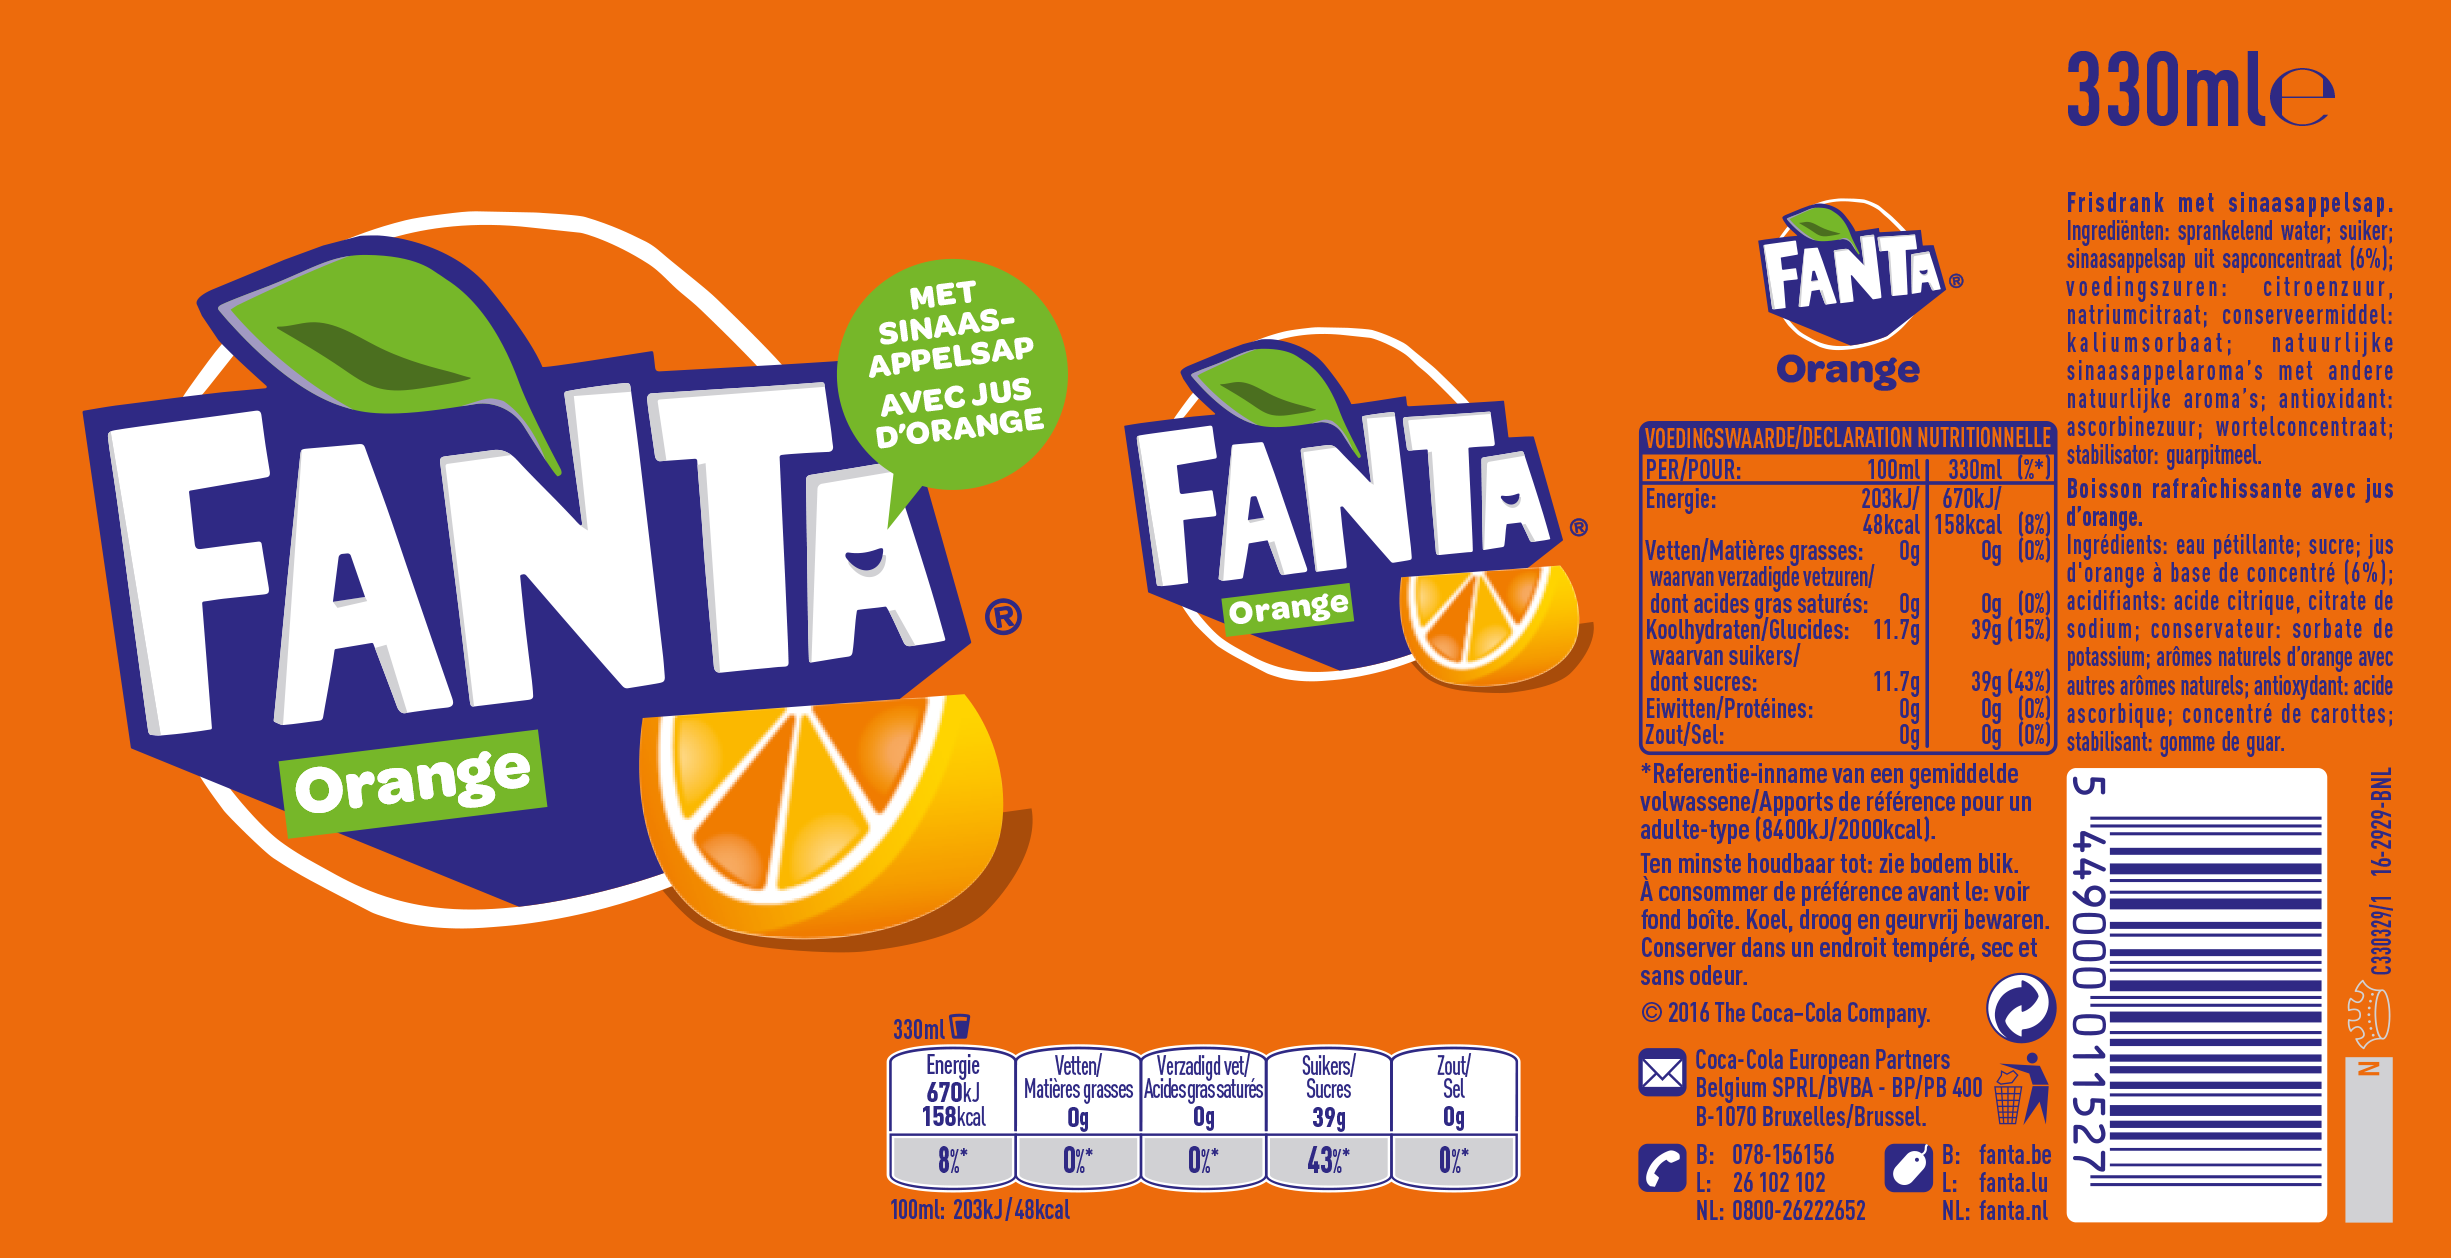 FANTA
®
Orange
MET
SINAAS-
APPELSAP
AVEC JUS
D'ORANGE
FANTA
®
Orange
330ml
Energie
670kJ
158kcal
8%*
Vetten/
Matières grasses
0g
0%*
Verzadigd vet/
Acides gras saturés
0g
0%*
Suikers/
Sucres
39g
43%*
Zout/
Sel
0g
0%*
100ml: 203kJ/48kcal
FANTA
®
Orange
VOEDINGSWAARDE/DECLARATION NUTRITIONNELLE
PER/POUR: 100ml 330ml (%*)
Energie: 203kJ/ 670kJ/
48kcal 158kcal (8%)
Vetten/Matières grasses: 0g 0g (0%)
waarvan verzadigde vetzuren/
dont acides gras saturés: 0g 0g (0%)
Koolhydraten/Glucides: 11.7g 39g (15%)
waarvan suikers/
dont sucres: 11.7g 39g (43%)
Eiwitten/Protéines: 0g 0g (0%)
Zout/Sel: 0g 0g (0%)
*Referentie-inname van een gemiddelde
volwassene/Apports de référence pour un
adulte-type (8400kJ/2000kcal).
Ten minste houdbaar tot: zie bodem blik.
À consommer de préférence avant le: voir
fond boîte. Koel, droog en geurvrij bewaren.
Conserver dans un endroit tempéré, sec et
sans odeur.
© 2016 The Coca-Cola Company.
Coca-Cola European Partners
Belgium SPRL/BVBA - BP/PB 400
B-1070 Bruxelles/Brussel.
B: 078-156156
L: 26 102 102
NL: 0800-26222652
B: fanta.be
L: fanta.lu
NL: fanta.nl
330ml℮
Frisdrank met sinaasappelsap.
Ingrediënten: sprankelend water; suiker;
sinaasappelsap uit sapconcentraat (6%);
voedingszuren: citroenzuur,
natriumcitraat; conserveermiddel:
kaliumsorbaat; natuurlijke
sinaasappelaroma's met andere
natuurlijke aroma's; antioxidant:
ascorbinezuur; wortelconcentraat;
stabilisator: guarpitmeel.
Boisson rafraîchissante avec jus
d'orange.
Ingrédients: eau pétillante; sucre; jus
d'orange à base de concentré (6%);
acidifiants: acide citrique, citrate de
sodium; conservateur: sorbate de
potassium; arômes naturels d'orange avec
autres arômes naturels; antioxydant: acide
ascorbique; concentré de carottes;
stabilisant: gomme de guar.
5 449000 011527
C330329/1 16-2929-BNL
N